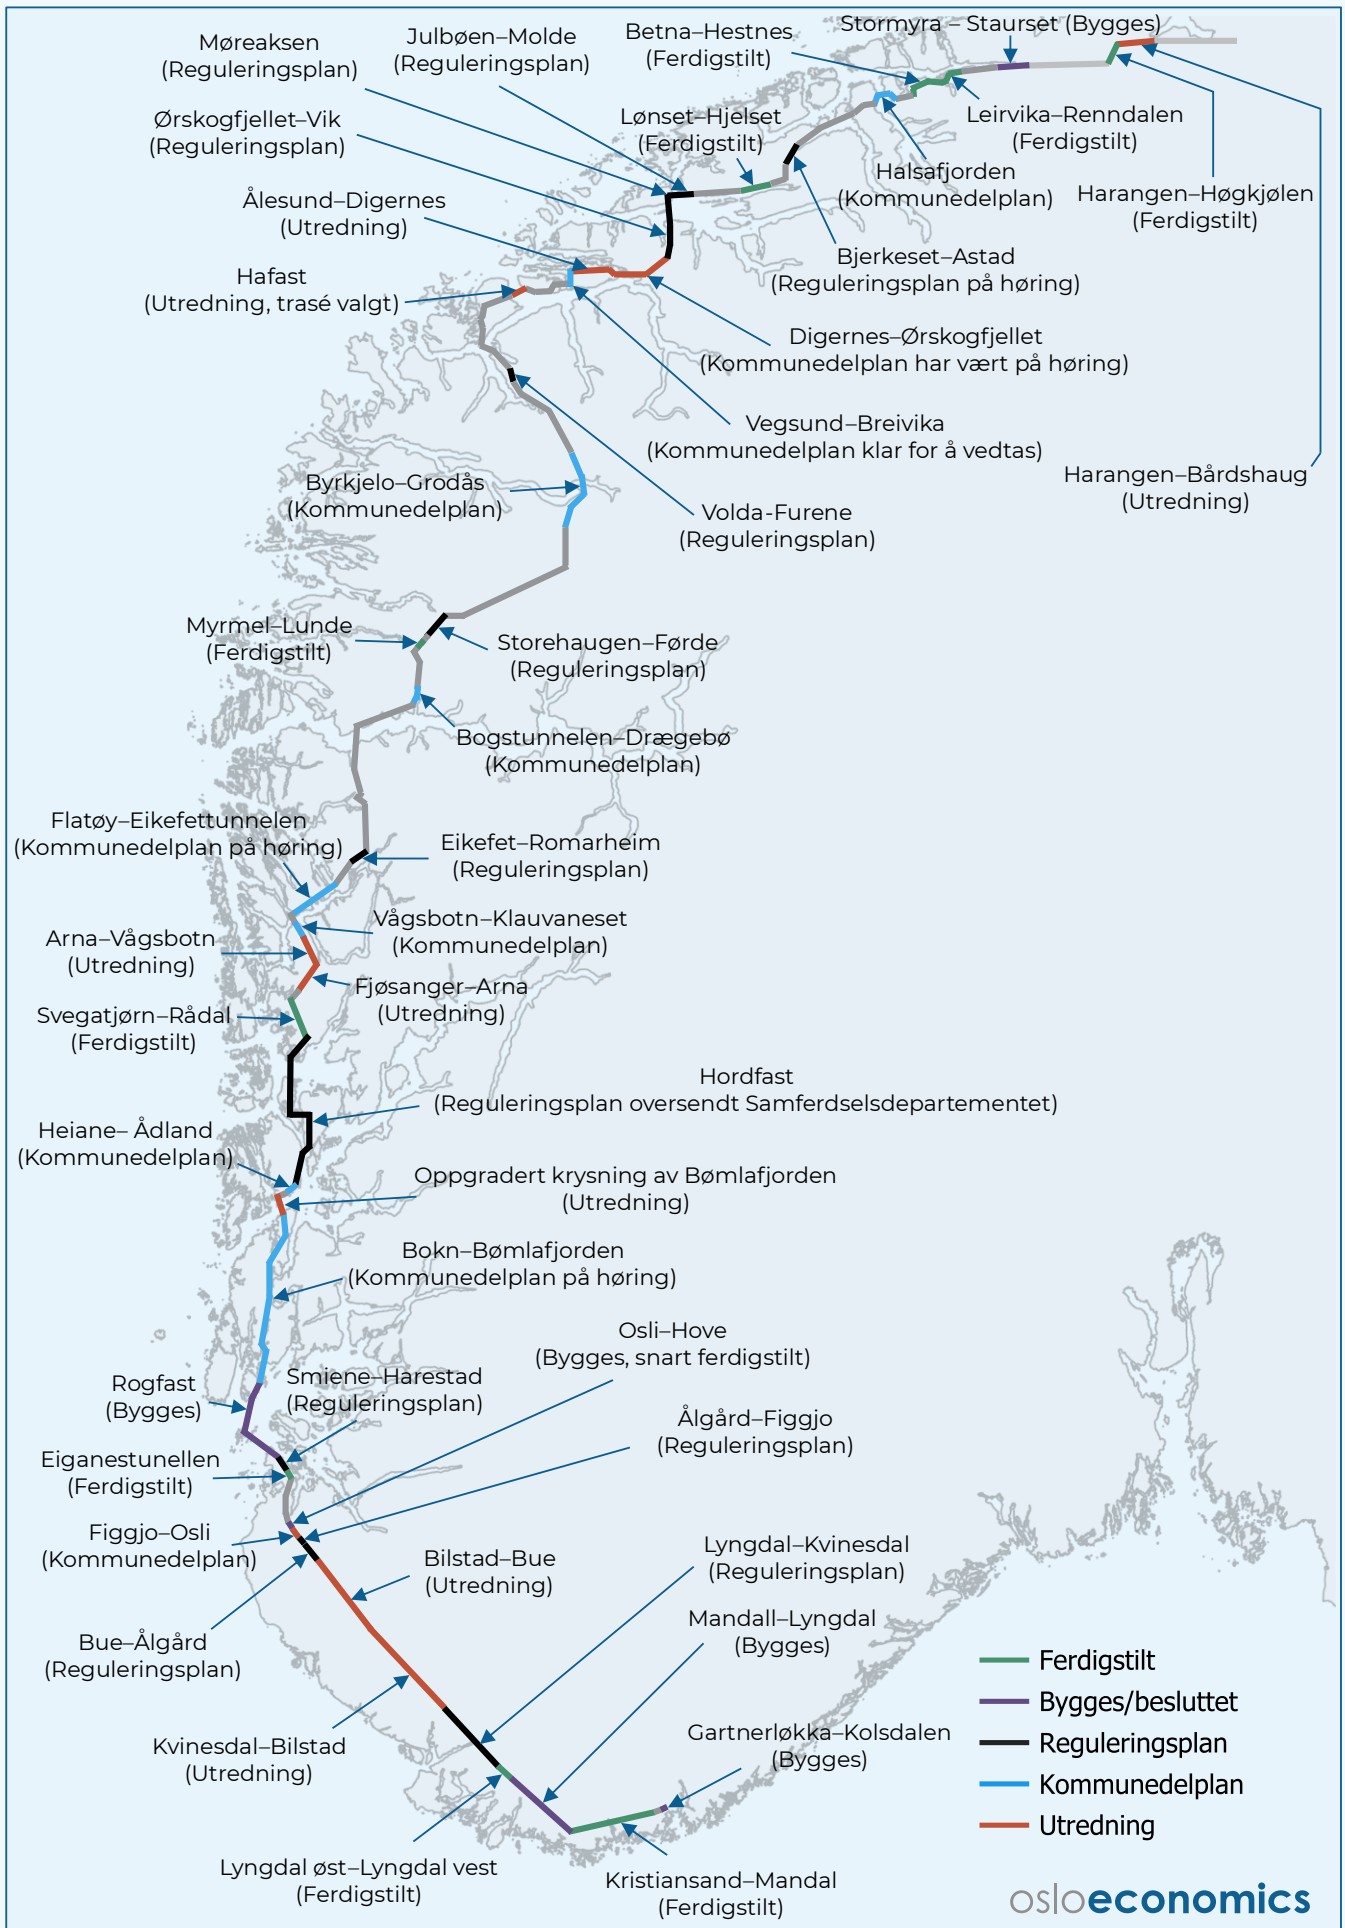 Stormyra – Staurset (Bygges)
Betna–Hestnes
(Ferdigstilt)
Julbøen–Molde
(Reguleringsplan)
Møreaksen
(Reguleringsplan)
Ørskogfjellet–Vik
(Reguleringsplan)
Lønset–Hjelset
(Ferdigstilt)
Leirvika–Renndalen
(Ferdigstilt)
Halsafjorden
(Kommunedelplan)
Harangen–Høgkjølen
(Ferdigstilt)
Ålesund–Digernes
(Utredning)
Bjerkeset–Astad
(Reguleringsplan på høring)
Hafast
(Utredning, trasé valgt)
Digernes–Ørskogfjellet
(Kommunedelplan har vært på høring)
Vegsund–Breivika
(Kommunedelplan klar for å vedtas)
Harangen–Bårdshaug
(Utredning)
Byrkjelo–Grodås
(Kommunedelplan)
Volda-Furene
(Reguleringsplan)
Myrmel–Lunde
(Ferdigstilt)
Storehaugen–Førde
(Reguleringsplan)
Bogstunnelen–Drægebø
(Kommunedelplan)
Flatøy–Eikefettunnelen
(Kommunedelplan på høring)
Eikefet–Romarheim
(Reguleringsplan)
Vågsbotn–Klauvaneset
(Kommunedelplan)
Arna–Vågsbotn
(Utredning)
Fjøsanger–Arna
(Utredning)
Svegatjørn–Rådal
(Ferdigstilt)
Hordfast
(Reguleringsplan oversendt Samferdselsdepartementet)
Heiane– Ådland
(Kommunedelplan)
Oppgradert krysning av Bømlafjorden
(Utredning)
Bokn–Bømlafjorden
(Kommunedelplan på høring)
Osli–Hove
(Bygges, snart ferdigstilt)
Rogfast
(Bygges)
Smiene–Harestad
(Reguleringsplan)
Ålgård–Figgjo
(Reguleringsplan)
Eiganestunellen
(Ferdigstilt)
Figgjo–Osli
(Kommunedelplan)
Bilstad–Bue
(Utredning)
Lyngdal–Kvinesdal
(Reguleringsplan)
Mandall–Lyngdal
(Bygges)
Bue–Ålgård
(Reguleringsplan)
Kvinesdal–Bilstad
(Utredning)
Gartnerløkka–Kolsdalen
(Bygges)
Lyngdal øst–Lyngdal vest
(Ferdigstilt)
Kristiansand–Mandal
(Ferdigstilt)
Ferdigstilt
Bygges/besluttet
Reguleringsplan
Kommunedelplan
Utredning
osloeconomics